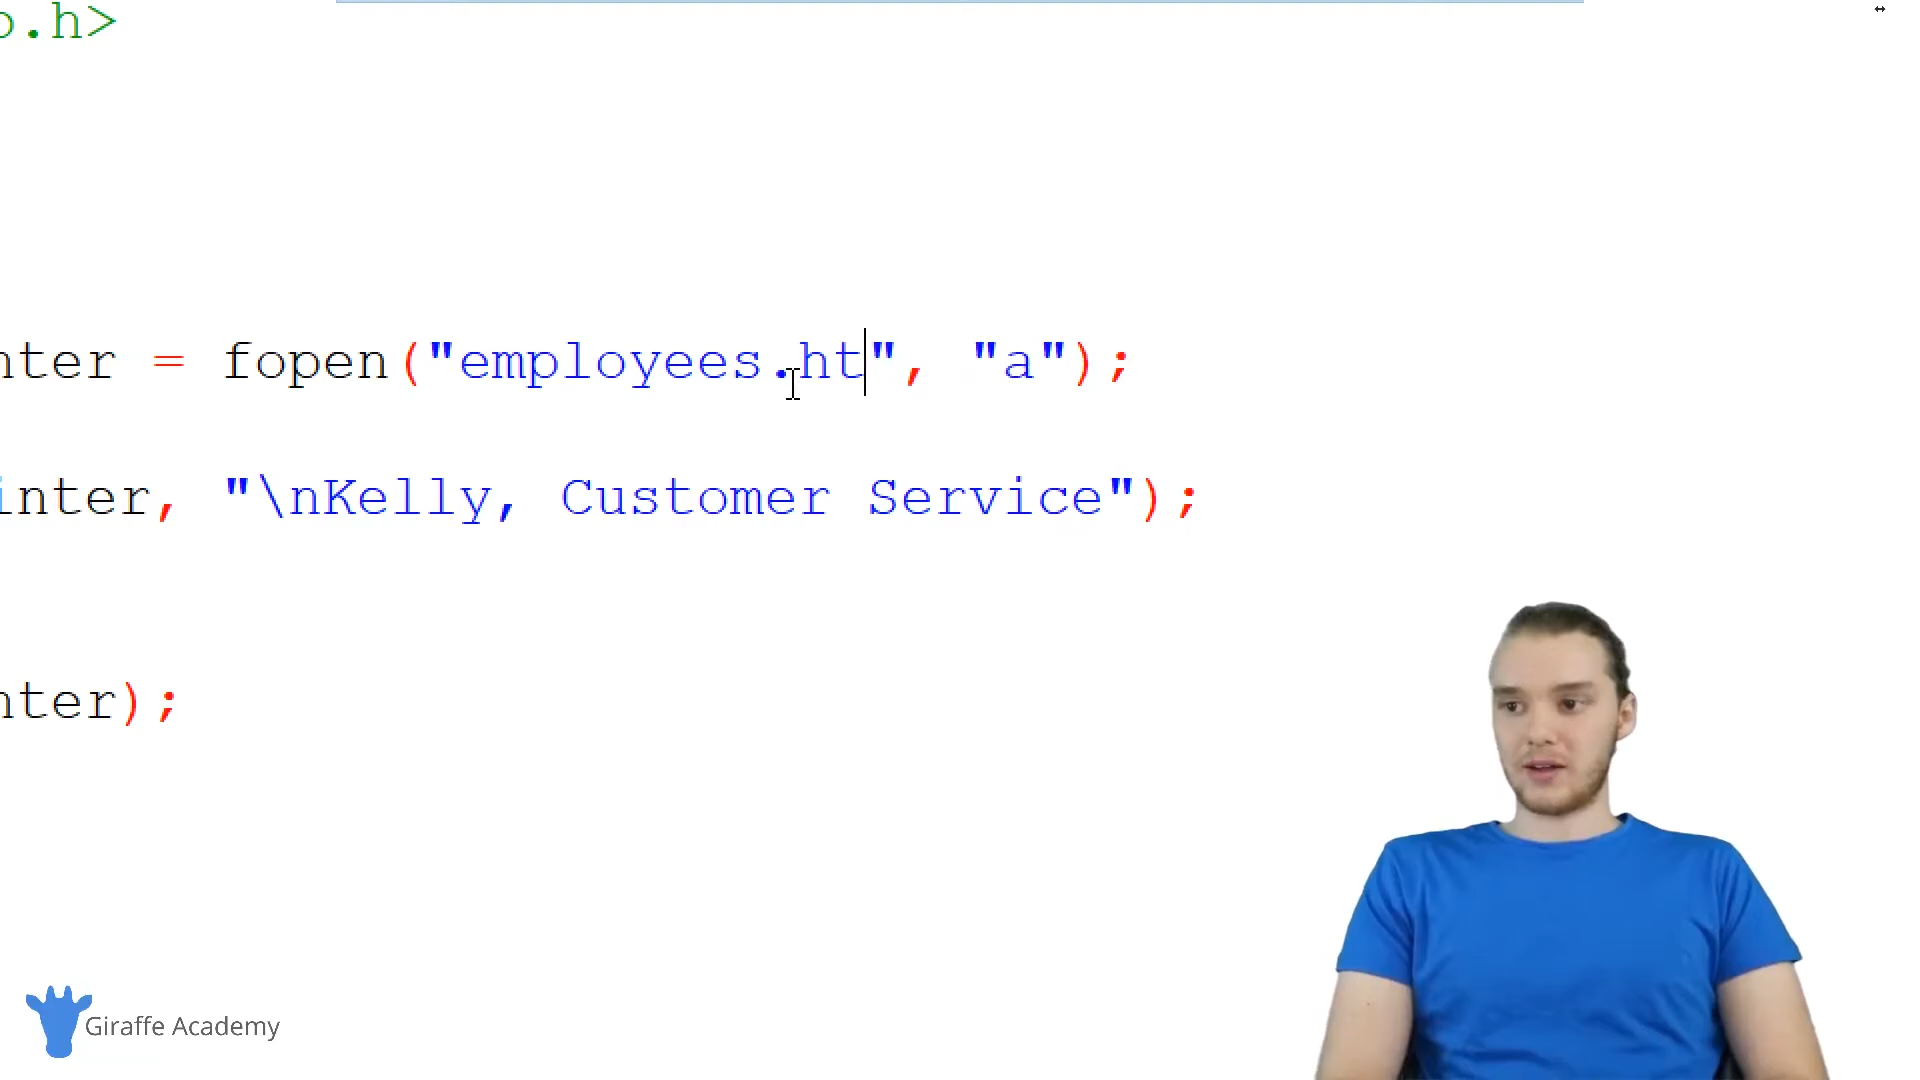 o.h>
nter = fopen("employees.ht", "a");
inter, "\nKelly, Customer Service");
nter);
Giraffe Academy